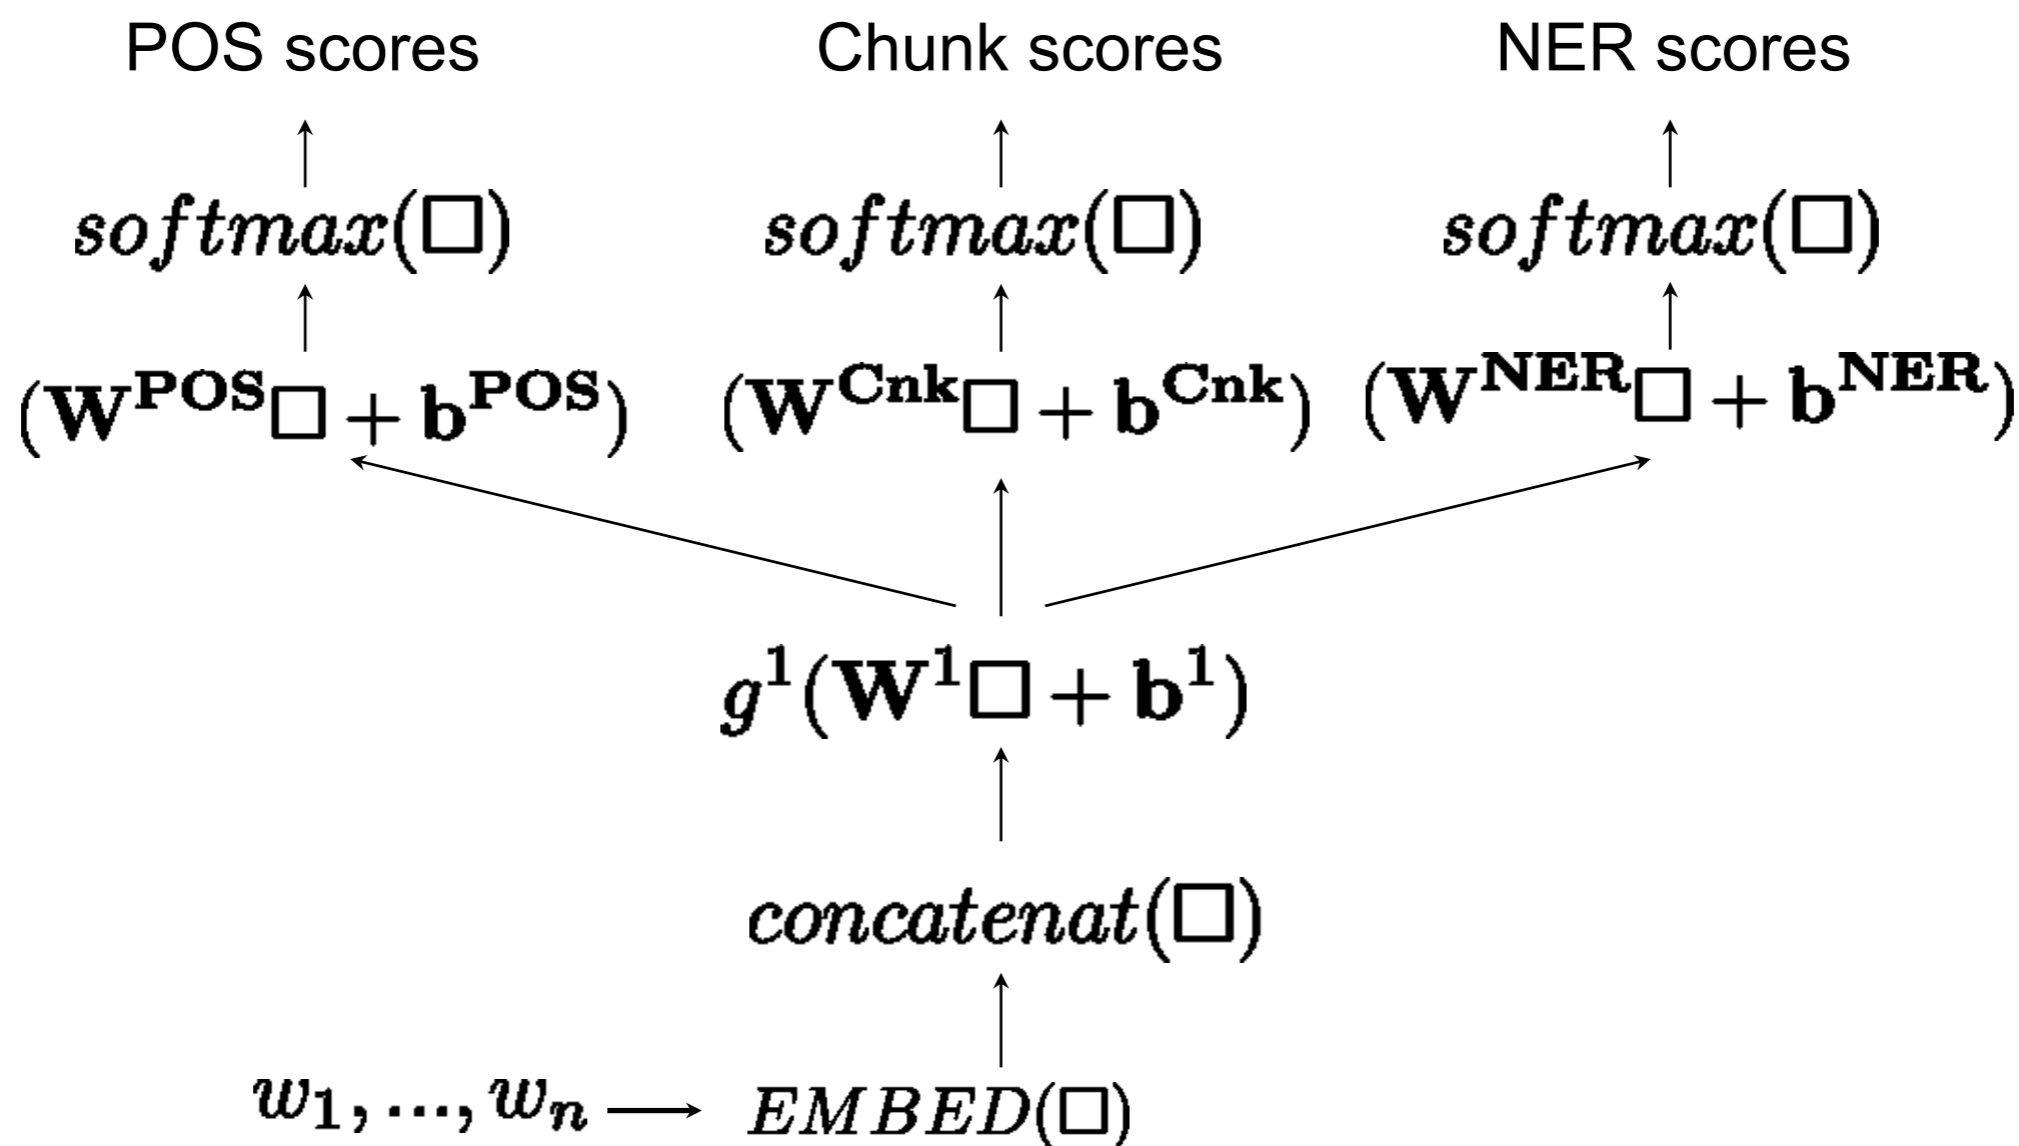 POS scores Chunk scores NER scores
softmax(□) softmax(□) softmax(□)
(W^POS□ + b^POS) (W^Cnk□ + b^Cnk) (W^NER□ + b^NER)
g^1(W^1□ + b^1)
concatenat(□)
w_1, ..., w_n EMBED(□)